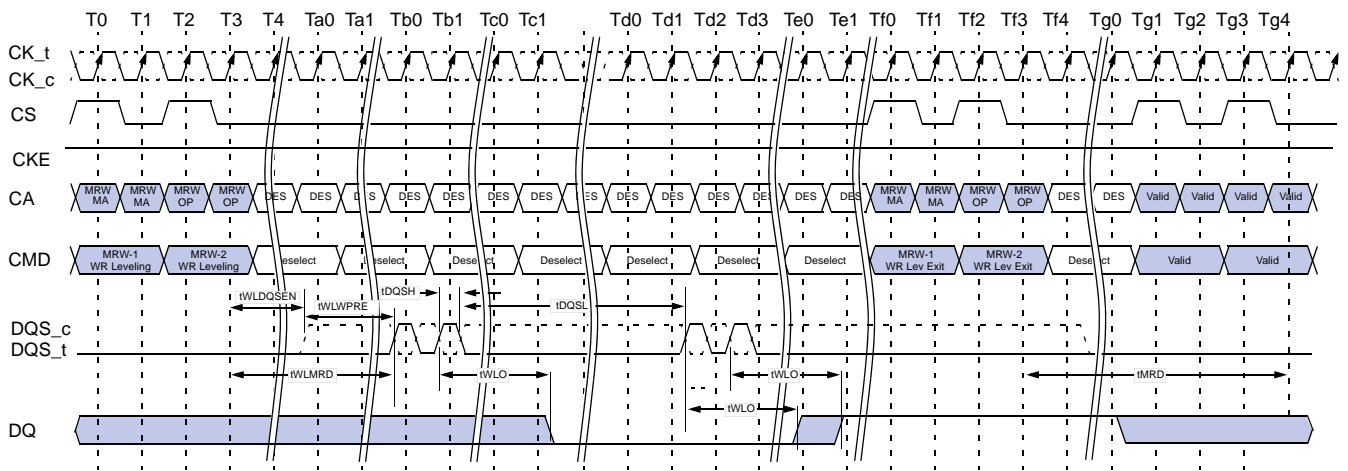 T0 T1 T2 T3 T4 Ta0 Ta1 Tb0 Tb1 Tc0 Tc1 Td0 Td1 Td2 Td3 Te0 Te1 Tf0 Tf1 Tf2 Tf3 Tf4 Tg0 Tg1 Tg2 Tg3 Tg4
CK_t
CK_c
CS
CKE
CA MRW MA MRW MA MRW OP MRW OP DES DES DES DES DES DES DES DES DES DES DES DES DES DES MRW MA MRW MA MRW OP MRW OP DES DES Valid Valid Valid Valid
CMD MRW-1 WR Leveling MRW-2 WR Leveling Deselect Deselect Deselect Deselect Deselect Deselect Deselect MRW-1 WR Lev Exit MRW-2 WR Lev Exit Deselect Valid Valid
tWLDQSEN tWLWPRE tDQSH tDQSL
DQS_c
DQS_t
tWLMRD tWLO tWLO tMRD
tWLO
DQ